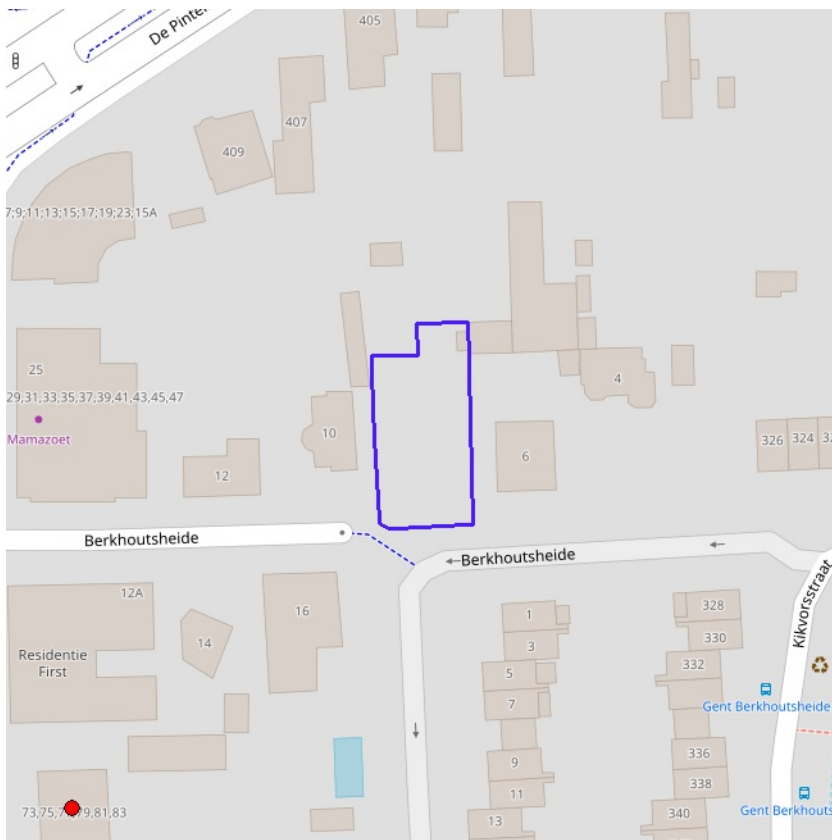 De Pintel
405
407
409
7;9;11;13;15;17;19;23;15A
25
29,31,33,35,37,39,41,43,45,47
Mamazoet
10
12
4
6
326
324
Berkhoutsheide
Berkhoutsheide
Kikvorsstraat
12A
16
14
Residentie
First
1
3
5
7
9
11
13
328
330
332
336
338
340
Gent Berkhoutsheide
Gent Berkhouts